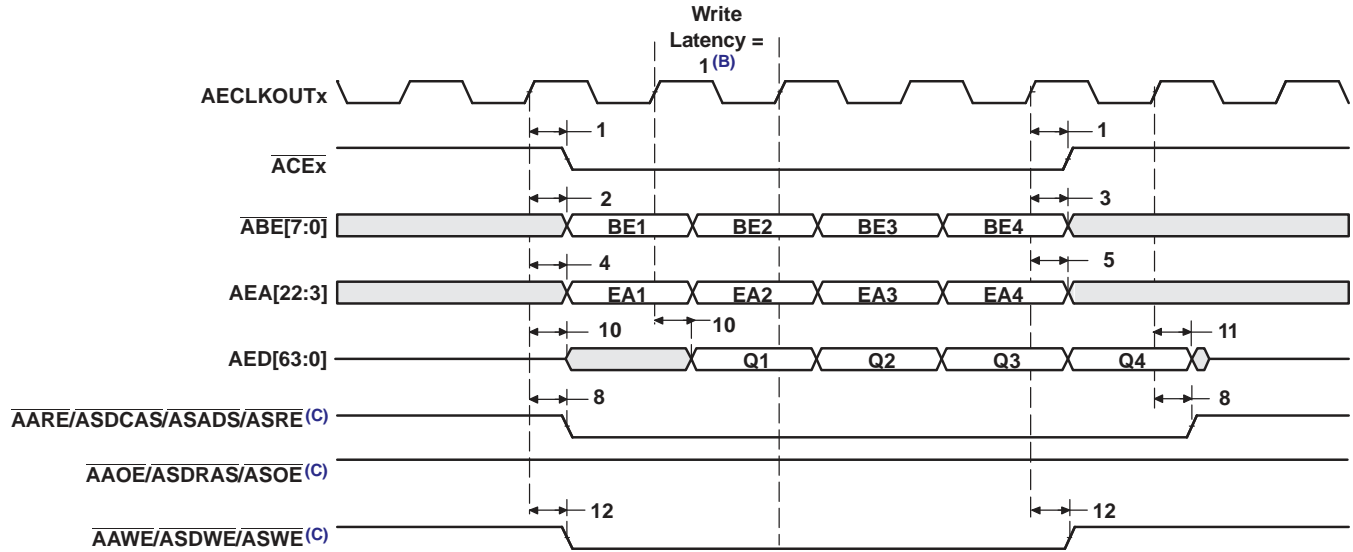 Write
Latency =
1(B)
AECLKOUTx
1 1
ACEx
2 3
ABE[7:0] BE1 BE2 BE3 BE4
4 5
AEA[22:3] EA1 EA2 EA3 EA4
10 10 11
AED[63:0] Q1 Q2 Q3 Q4
8 8
AARE/ASDCAS/ASADS/ASRE(C)
AAOE/ASDRAS/ASOE(C)
12 12
AAWE/ASDWE/ASWE(C)